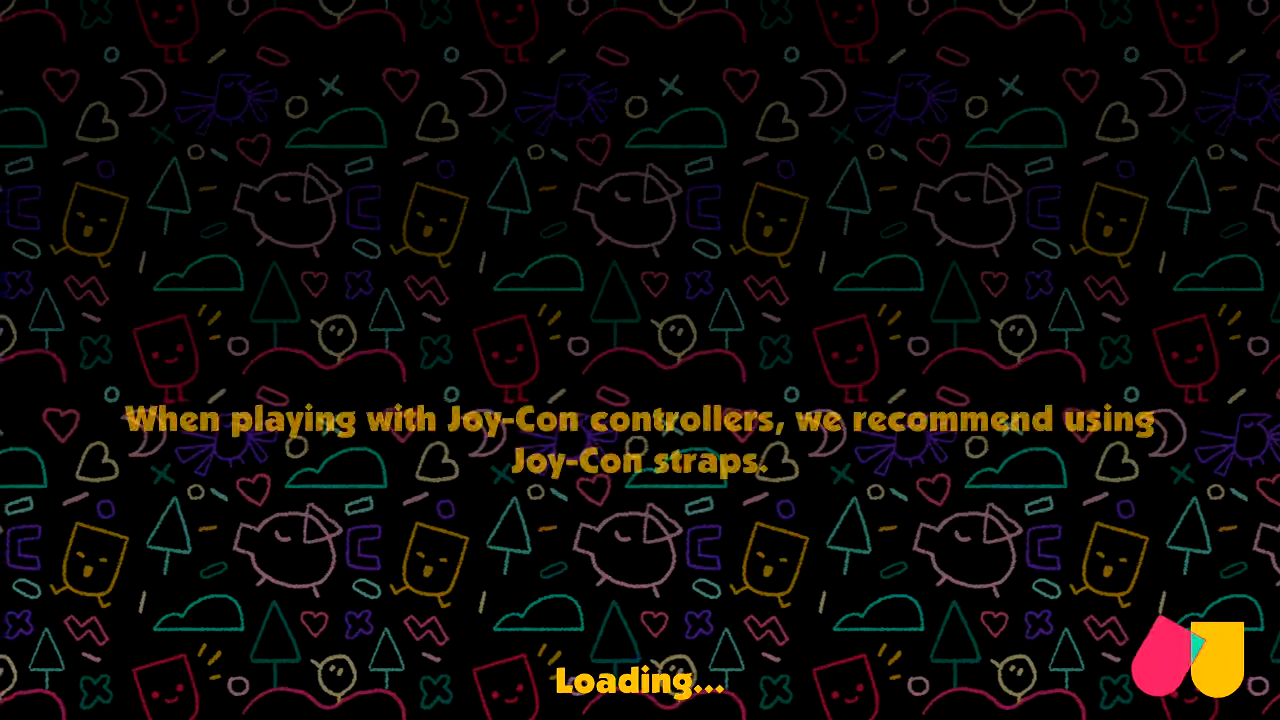 When playing with Joy-Con controllers, we recommend using
Joy-Con straps.
Loading...